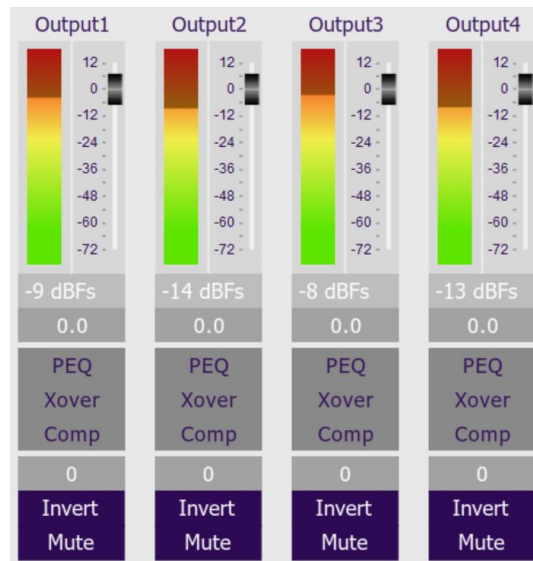 Output1 Output2 Output3 Output4
12 12 12 12
0 0 0 0
-12 -12 -12 -12
-24 -24 -24 -24
-36 -36 -36 -36
-48 -48 -48 -48
-60 -60 -60 -60
-72 -72 -72 -72
-9 dBFs -14 dBFs -8 dBFs -13 dBFs
0.0 0.0 0.0 0.0
PEQ PEQ PEQ PEQ
Xover Xover Xover Xover
Comp Comp Comp Comp
0 0 0 0
Invert Invert Invert Invert
Mute Mute Mute Mute